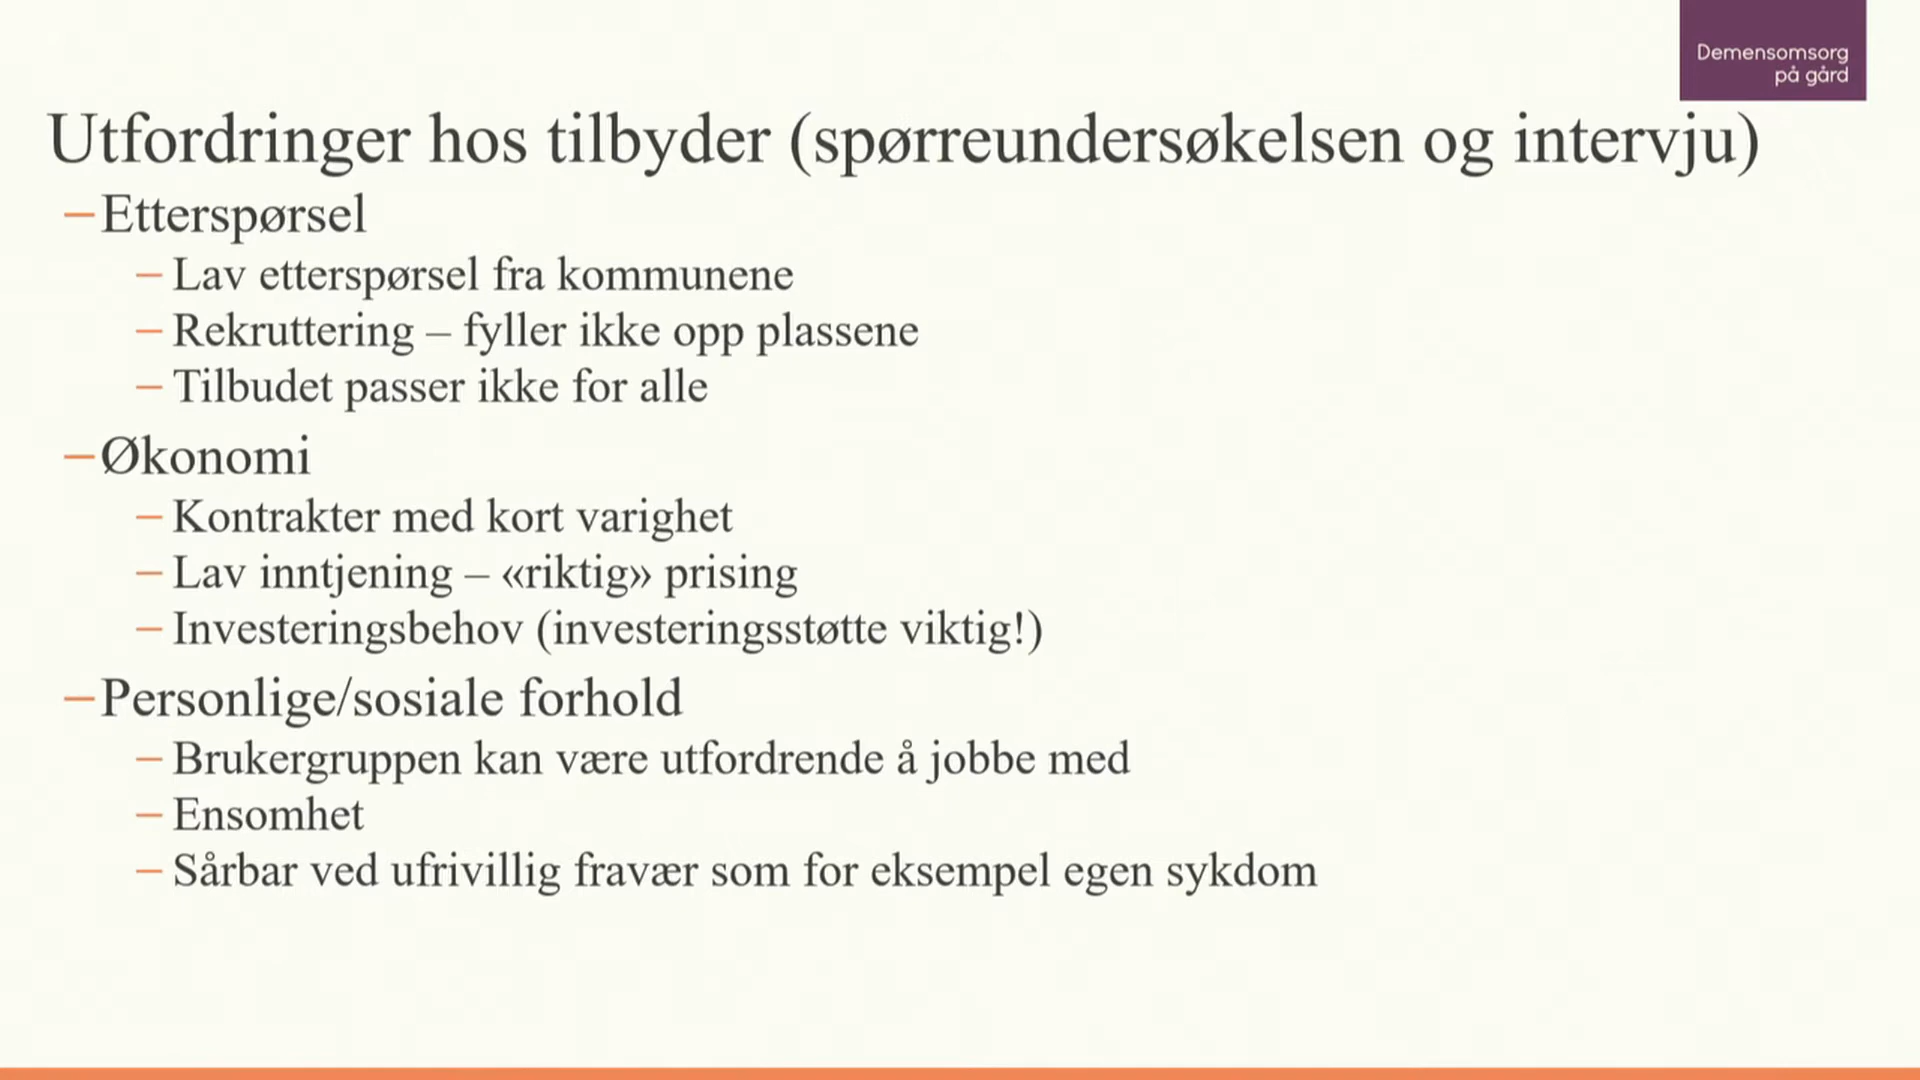 Demensomsorg
på gård
Utfordringer hos tilbyder (spørreundersøkelsen og intervju)
– Etterspørsel
– Lav etterspørsel fra kommunene
– Rekruttering – fyller ikke opp plassene
– Tilbudet passer ikke for alle
– Økonomi
– Kontrakter med kort varighet
– Lav inntjening – «riktig» prising
– Investeringsbehov (investeringsstøtte viktig!)
– Personlige/sosiale forhold
– Brukergruppen kan være utfordrende å jobbe med
– Ensomhet
– Sårbar ved ufrivillig fravær som for eksempel egen sykdom